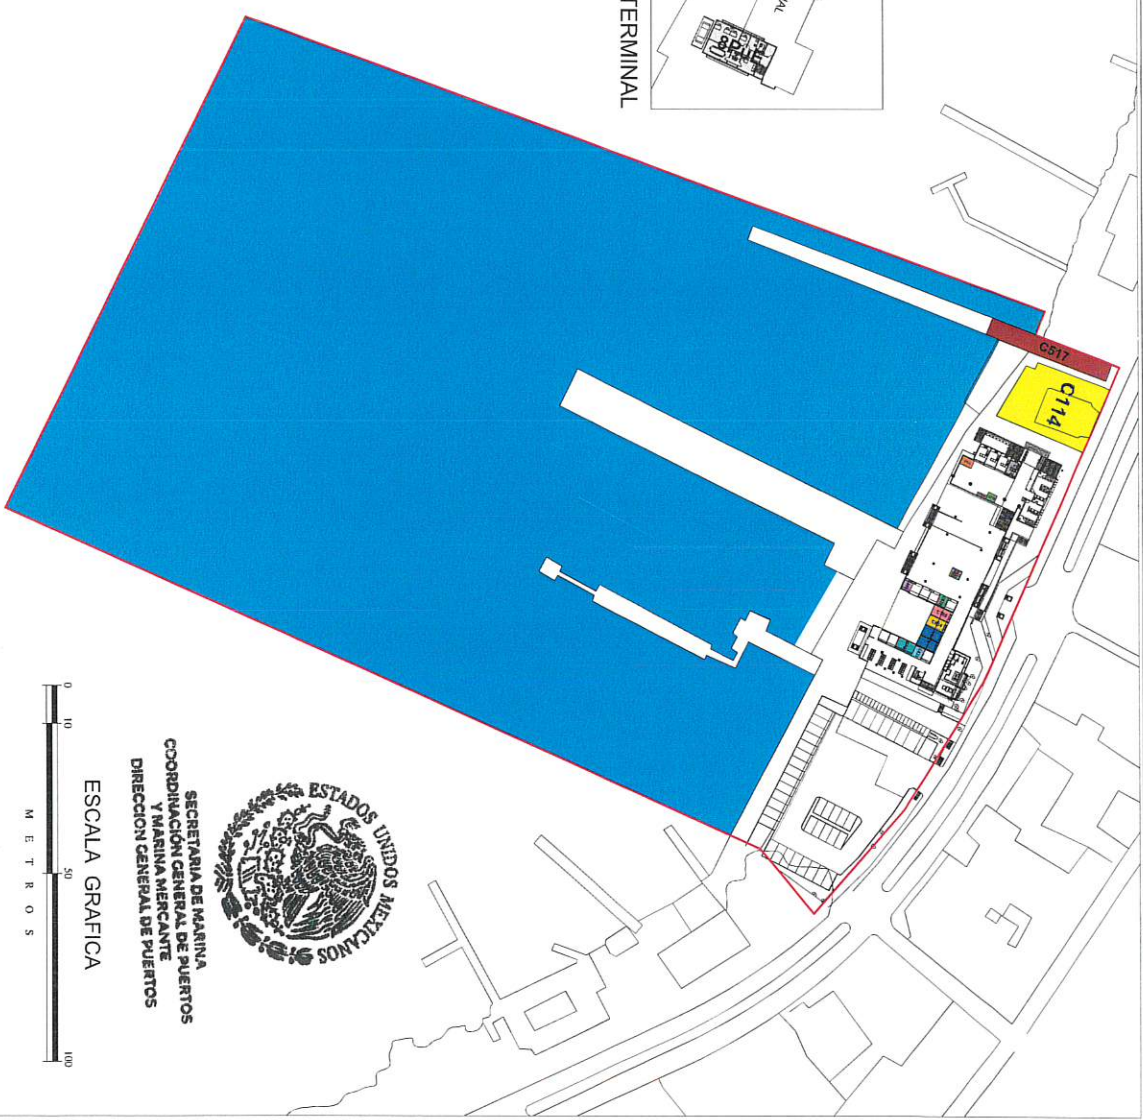 TERMINAL
C517
C114
ESTADOS UNIDOS MEXICANOS
SECRETARIA DE MARINA
COORDINACIÓN GENERAL DE PUERTOS
Y MARINA MERCANTE
DIRECCION GENERAL DE PUERTOS
ESCALA GRAFICA
0 10 50 100
METROS